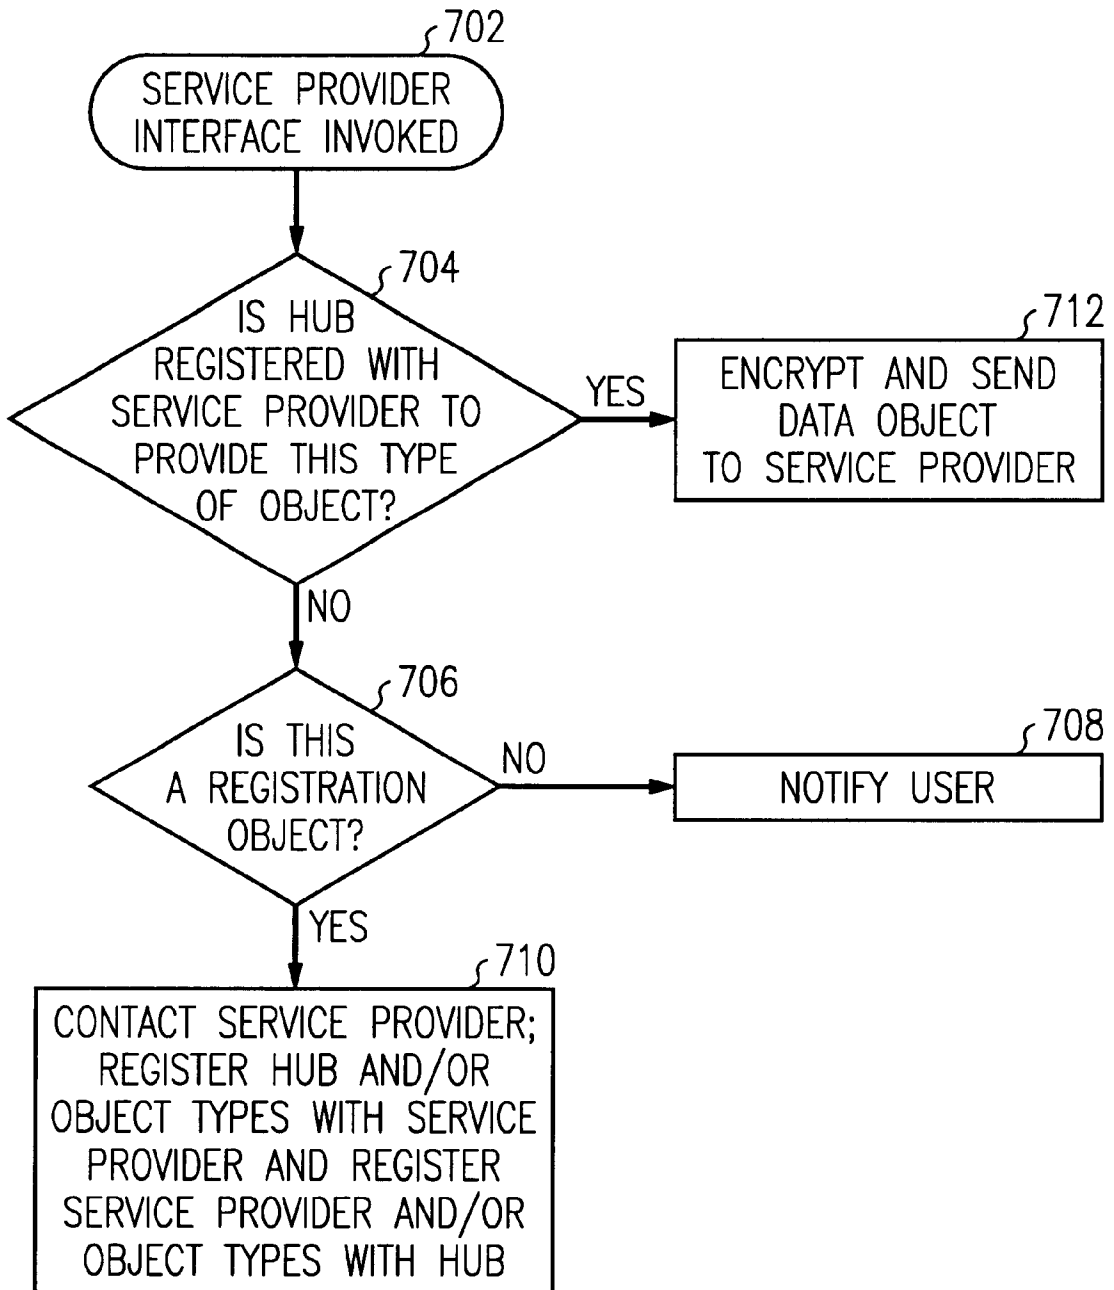 702
SERVICE PROVIDER
INTERFACE INVOKED
704
IS HUB
REGISTERED WITH
SERVICE PROVIDER TO
PROVIDE THIS TYPE
OF OBJECT?
YES
712
ENCRYPT AND SEND
DATA OBJECT
TO SERVICE PROVIDER
NO
706
IS THIS
A REGISTRATION
OBJECT?
NO
708
NOTIFY USER
YES
710
CONTACT SERVICE PROVIDER;
REGISTER HUB AND/OR
OBJECT TYPES WITH SERVICE
PROVIDER AND REGISTER
SERVICE PROVIDER AND/OR
OBJECT TYPES WITH HUB